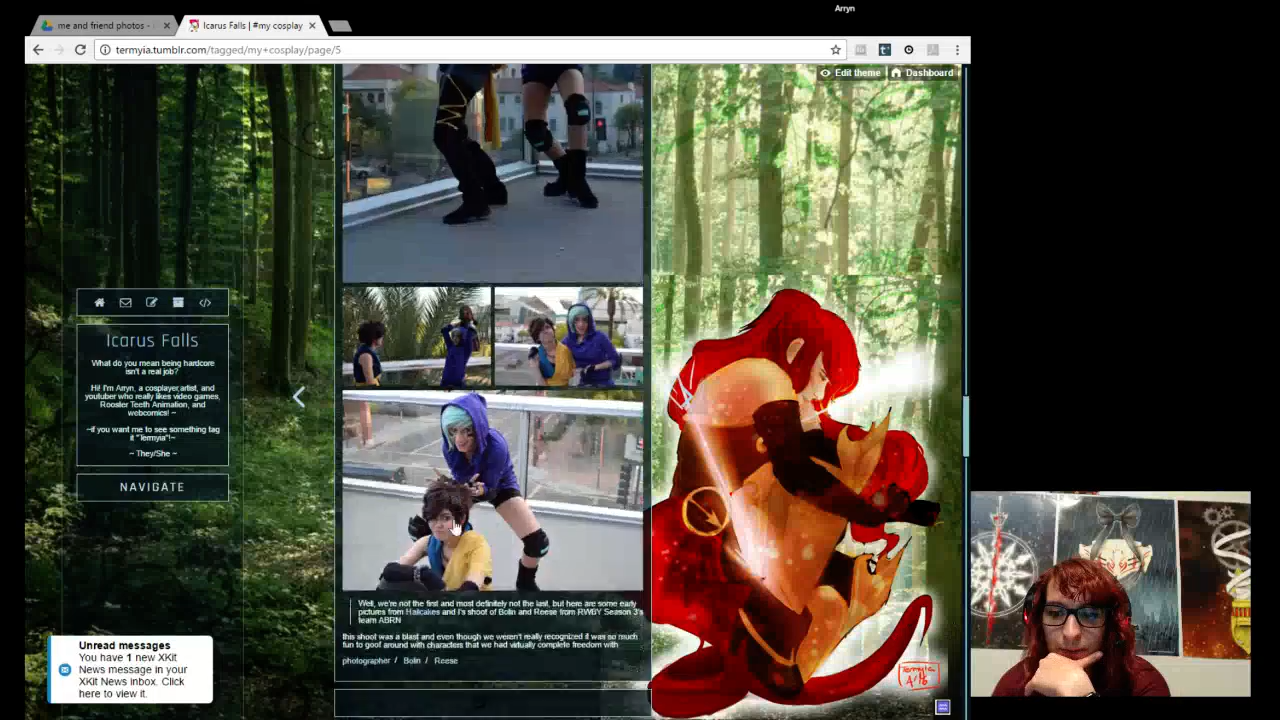 Arryn
me and friend photos -
Icarus Falls | #my cosplay
termyia.tumblr.com/tagged/my+cosplay/page/5
Edit theme
Dashboard
Icarus Falls
What do you mean being hardcore
isn't a real job?
Hi! I'm Arryn, a cosplayer,artist, and
youtuber who really likes video games,
Rooster Teeth Animation, and
webcomics! ~
~if you want me to see something tag
it "Termyia"!~
~ They/She ~
NAVIGATE
Well, we're not the first and most definitely not the last, but here are some early
pictures from Hallcakes and I's shoot of Bolin and Reese from RWBY Season 3's
team ABRN
this shoot was a blast and even though we weren't really recognized it was so much
fun to goof around with characters that we had virtually complete freedom with
photographer / Bolin / Reese
Unread messages
You have 1 new XKit
News message in your
XKit News inbox. Click
here to view it.
Termyia